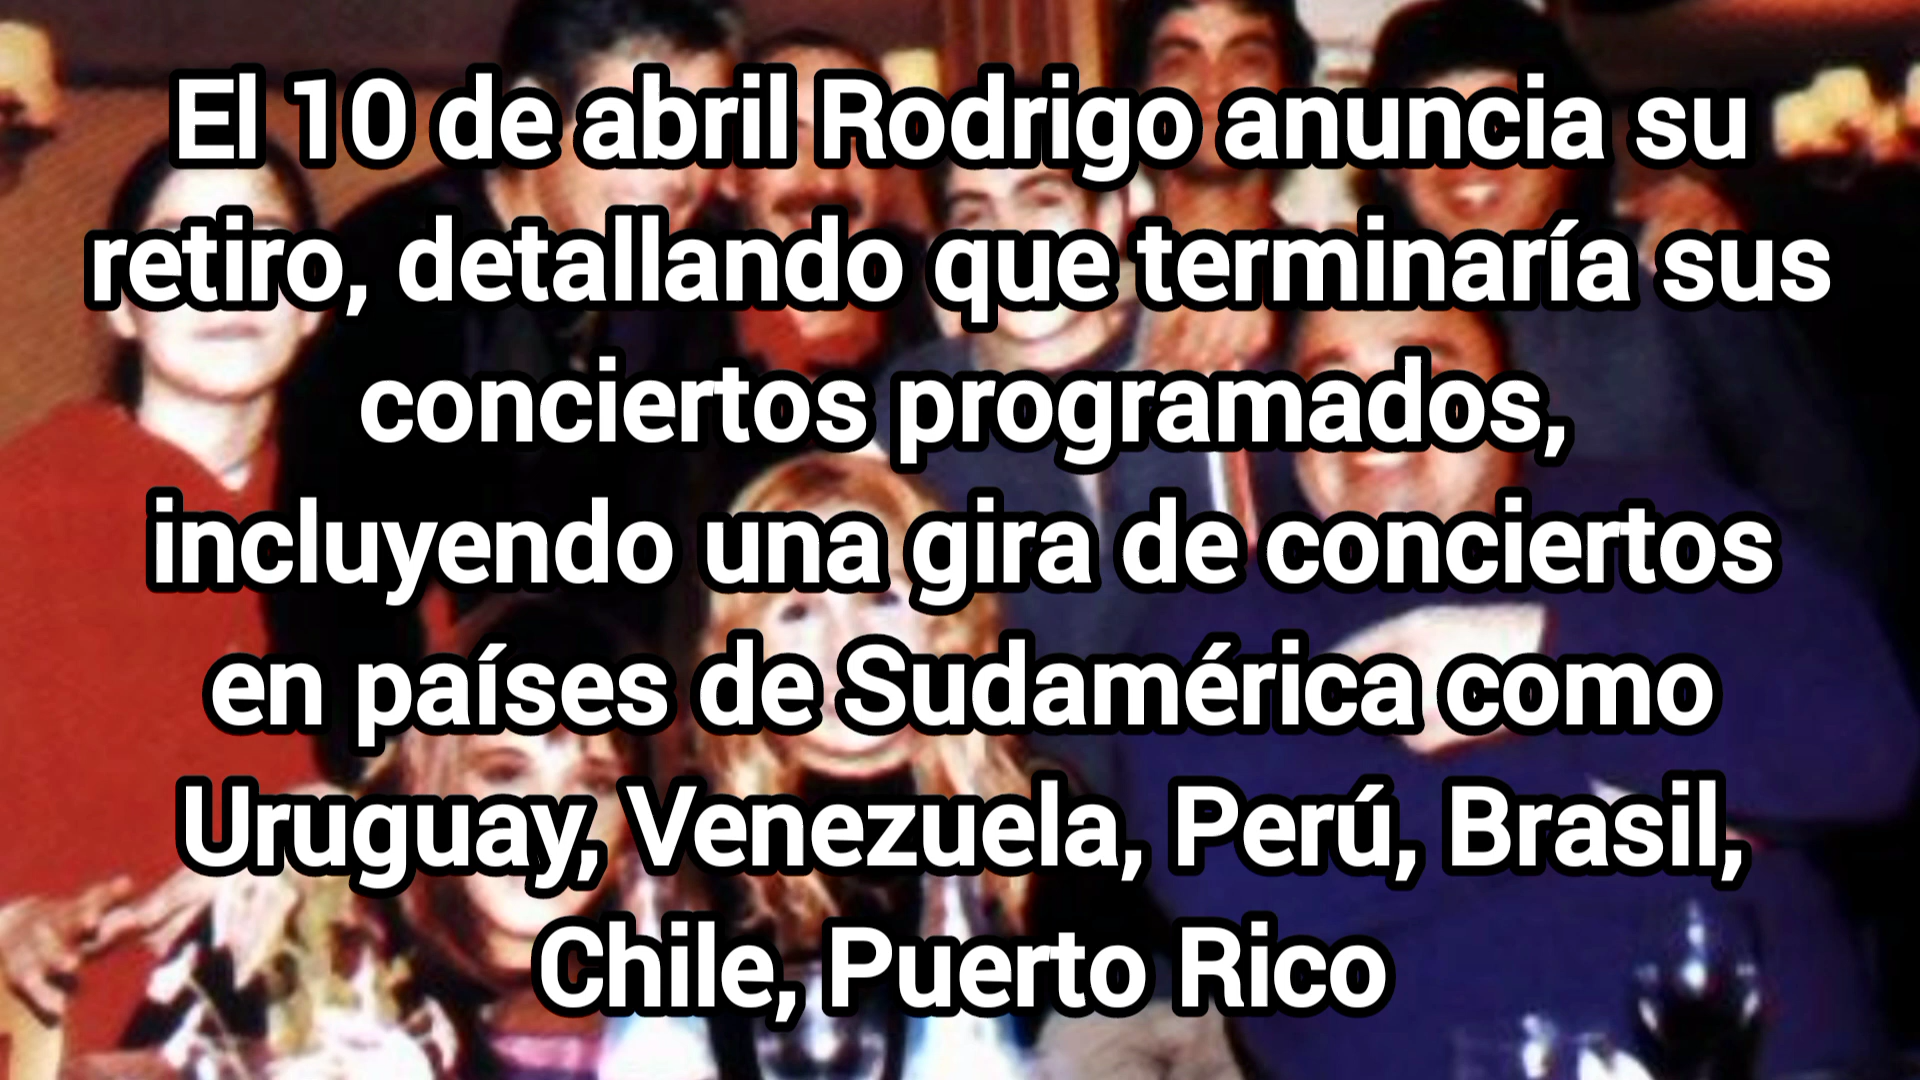 El 10 de abril Rodrigo anuncia su
retiro, detallando que terminaría sus
conciertos programados,
incluyendo una gira de conciertos
en países de Sudamérica como
Uruguay, Venezuela, Perú, Brasil,
Chile, Puerto Rico